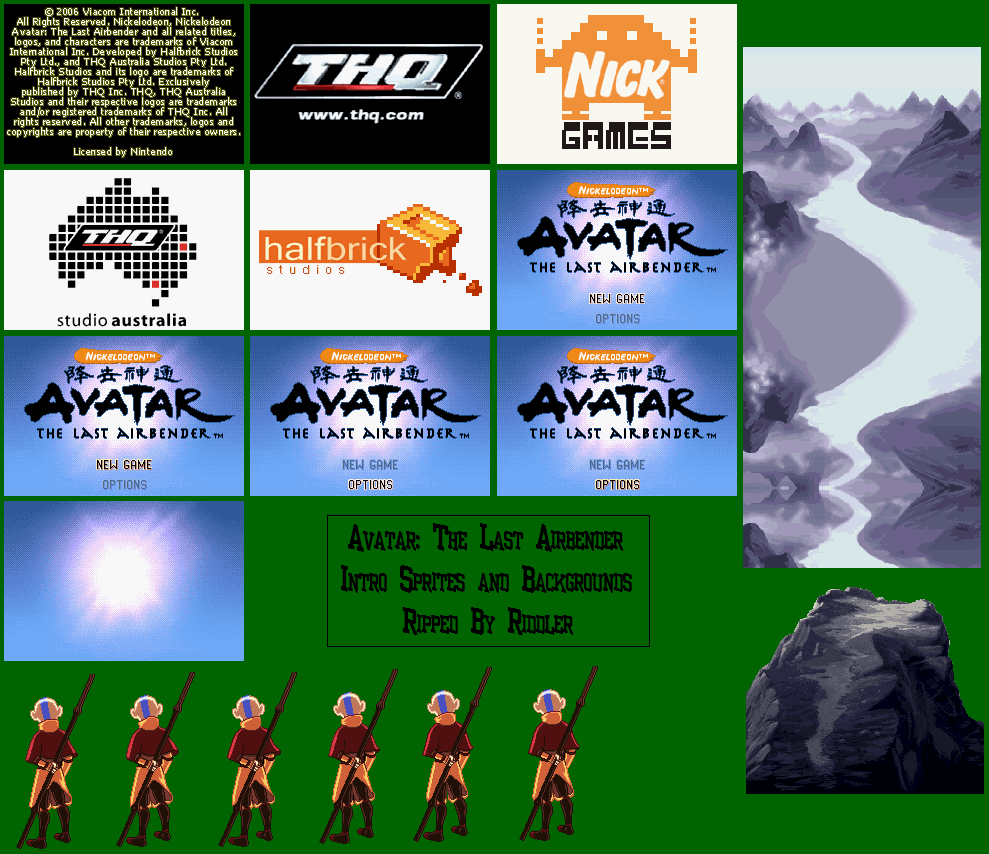 © 2006 Viacom International Inc.
All Rights Reserved. Nickelodeon, Nickelodeon
Avatar: The Last Airbender and all related titles,
logos, and characters are trademarks of Viacom
International Inc. Developed by Halfbrick Studios
Pty Ltd., and THQ Australia Studios Pty Ltd.
Halfbrick Studios and its logo are trademarks of
Halfbrick Studios Pty Ltd. Exclusively
published by THQ Inc. THQ, THQ Australia
Studios and their respective logos are trademarks
and/or registered trademarks of THQ Inc. All
rights reserved. All other trademarks, logos and
copyrights are property of their respective owners.
Licensed by Nintendo
THQ®
www.thq.com
NICK
GAMES
THQ
studio australia
halfbrick
studios
NICKELODEON™
降去神通
AVATAR
THE LAST AIRBENDER™
NEW GAME
OPTIONS
NICKELODEON™
降去神通
AVATAR
THE LAST AIRBENDER™
NEW GAME
OPTIONS
NICKELODEON™
降去神通
AVATAR
THE LAST AIRBENDER™
NEW GAME
OPTIONS
NICKELODEON™
降去神通
AVATAR
THE LAST AIRBENDER™
NEW GAME
OPTIONS
Avatar: The Last Airbender
Intro Sprites and Backgrounds
Ripped By Riddler